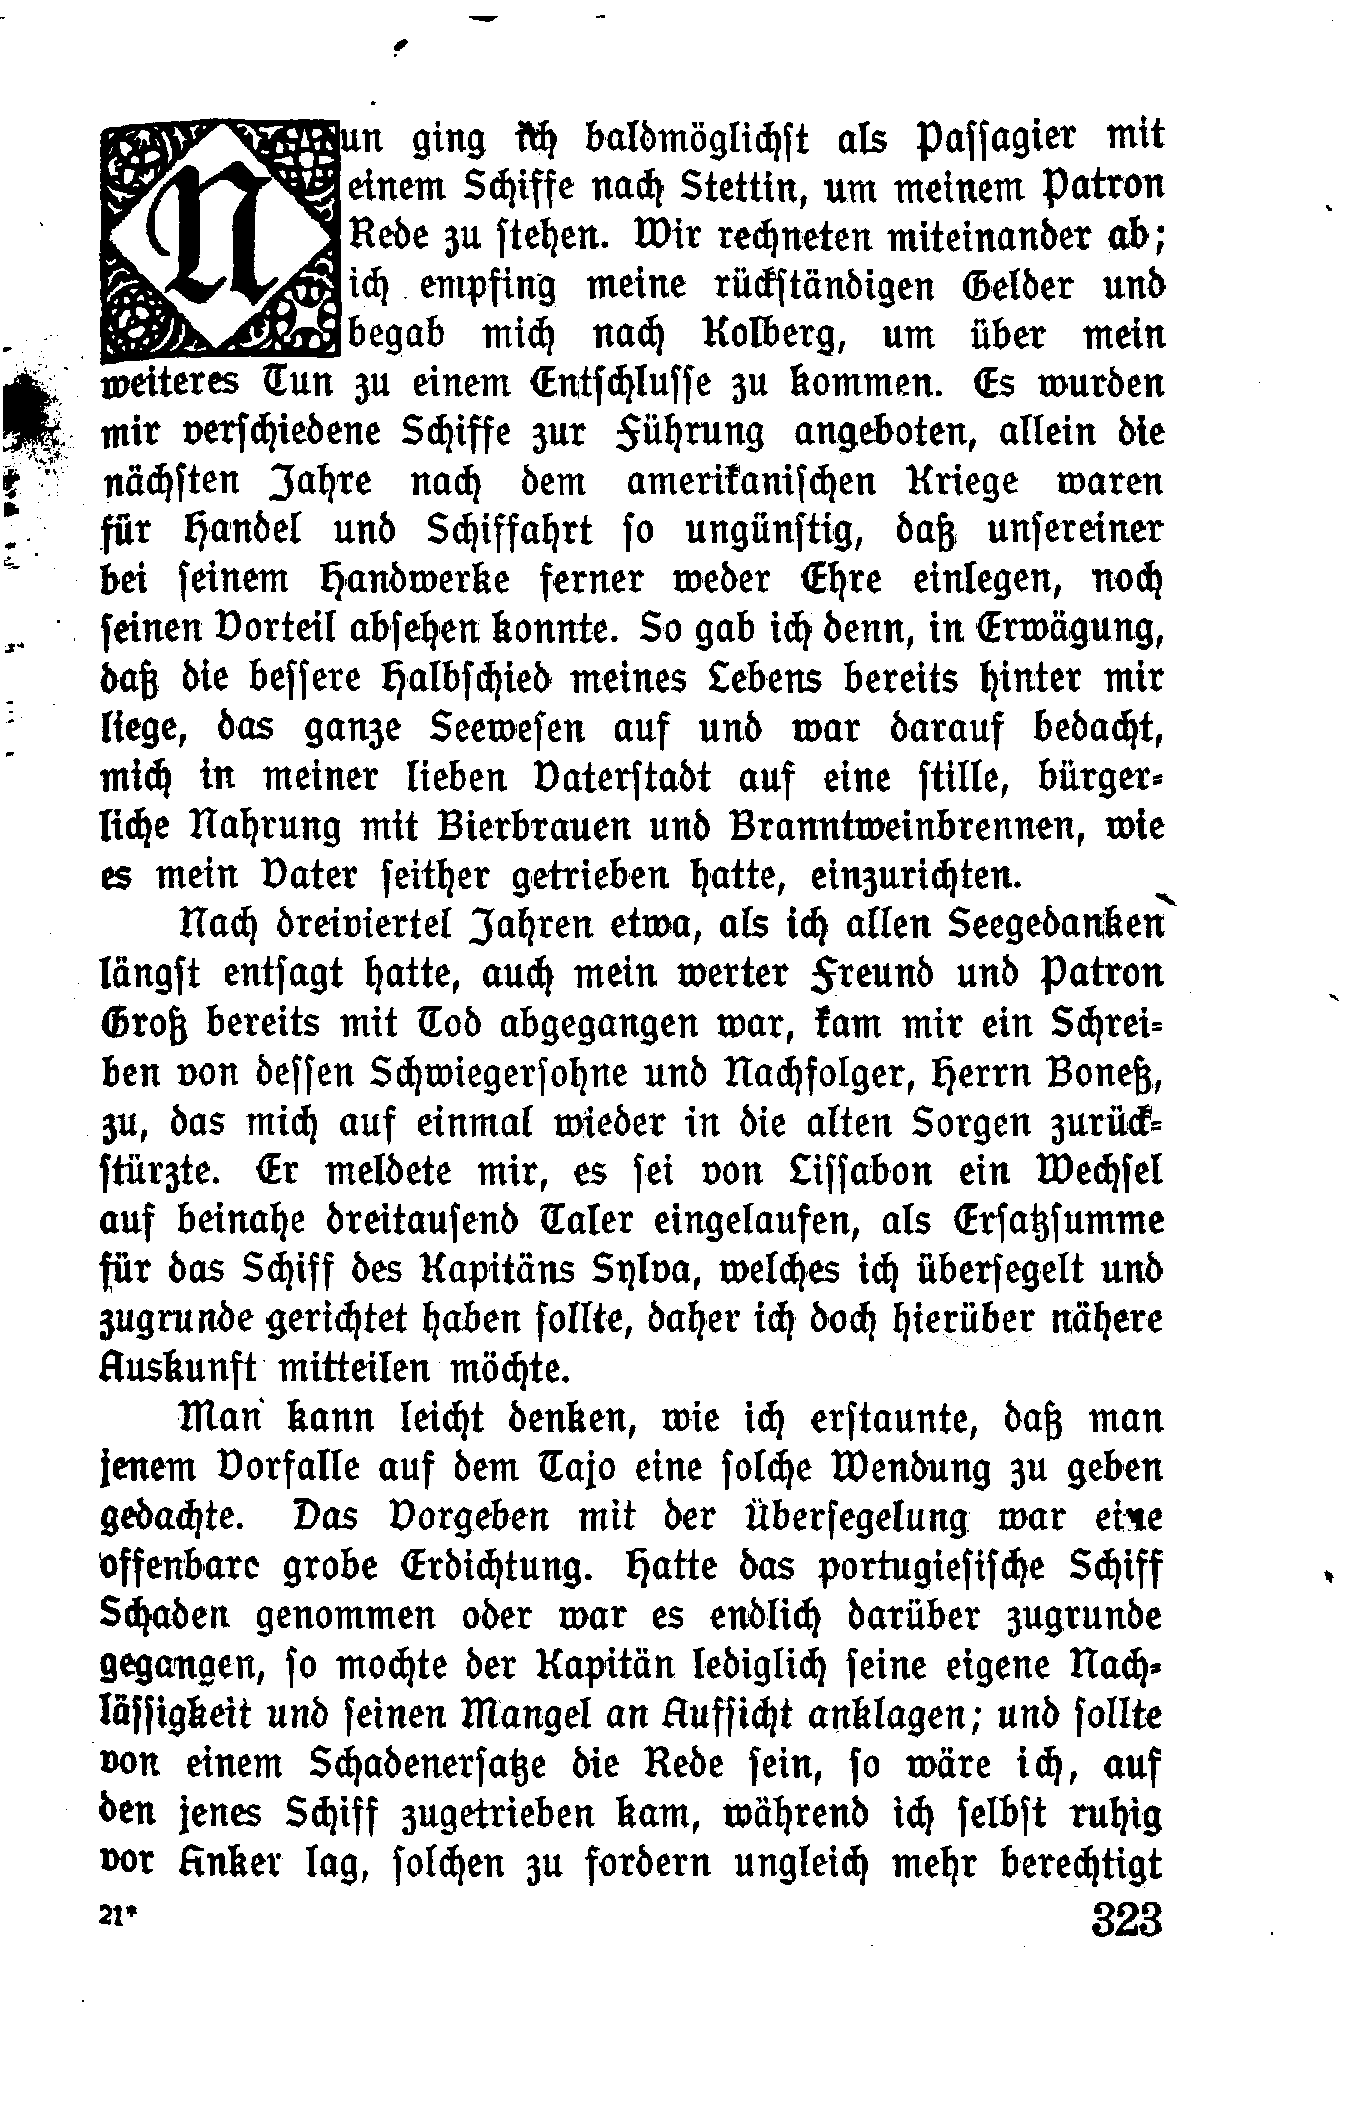 Nun ging ich baldmöglichst als Passagier mit
einem Schiffe nach Stettin, um meinem Patron
Rede zu stehen. Wir rechneten miteinander ab;
ich empfing meine rückständigen Gelder und
begab mich nach Kolberg, um über mein
weiteres Tun zu einem Entschlusse zu kommen. Es wurden
mir verschiedene Schiffe zur Führung angeboten, allein die
nächsten Jahre nach dem amerikanischen Kriege waren
für Handel und Schiffahrt so ungünstig, daß unsereiner
bei seinem Handwerke ferner weder Ehre einlegen, noch
seinen Vorteil absehen konnte. So gab ich denn, in Erwägung,
daß die bessere Halbschied meines Lebens bereits hinter mir
liege, das ganze Seewesen auf und war darauf bedacht,
mich in meiner lieben Vaterstadt auf eine stille, bürger-
liche Nahrung mit Bierbrauen und Branntweinbrennen, wie
es mein Vater seither getrieben hatte, einzurichten.
Nach dreiviertel Jahren etwa, als ich allen Seegedanken
längst entsagt hatte, auch mein werter Freund und Patron
Groß bereits mit Tod abgegangen war, kam mir ein Schrei-
ben von dessen Schwiegersohne und Nachfolger, Herrn Boneß,
zu, das mich auf einmal wieder in die alten Sorgen zurück-
stürzte. Er meldete mir, es sei von Lissabon ein Wechsel
auf beinahe dreitausend Taler eingelaufen, als Ersatzsumme
für das Schiff des Kapitäns Sylva, welches ich übersegelt und
zugrunde gerichtet haben sollte, daher ich doch hierüber nähere
Auskunft mitteilen möchte.
Man kann leicht denken, wie ich erstaunte, daß man
jenem Vorfalle auf dem Tajo eine solche Wendung zu geben
gedachte. Das Vorgeben mit der Übersegelung war eine
offenbare grobe Erdichtung. Hatte das portugiesische Schiff
Schaden genommen oder war es endlich darüber zugrunde
gegangen, so mochte der Kapitän lediglich seine eigene Nach-
lässigkeit und seinen Mangel an Aufsicht anklagen; und sollte
von einem Schadenersatze die Rede sein, so wäre ich, auf
den jenes Schiff zugetrieben kam, während ich selbst ruhig
vor Anker lag, solchen zu fordern ungleich mehr berechtigt
21* 323